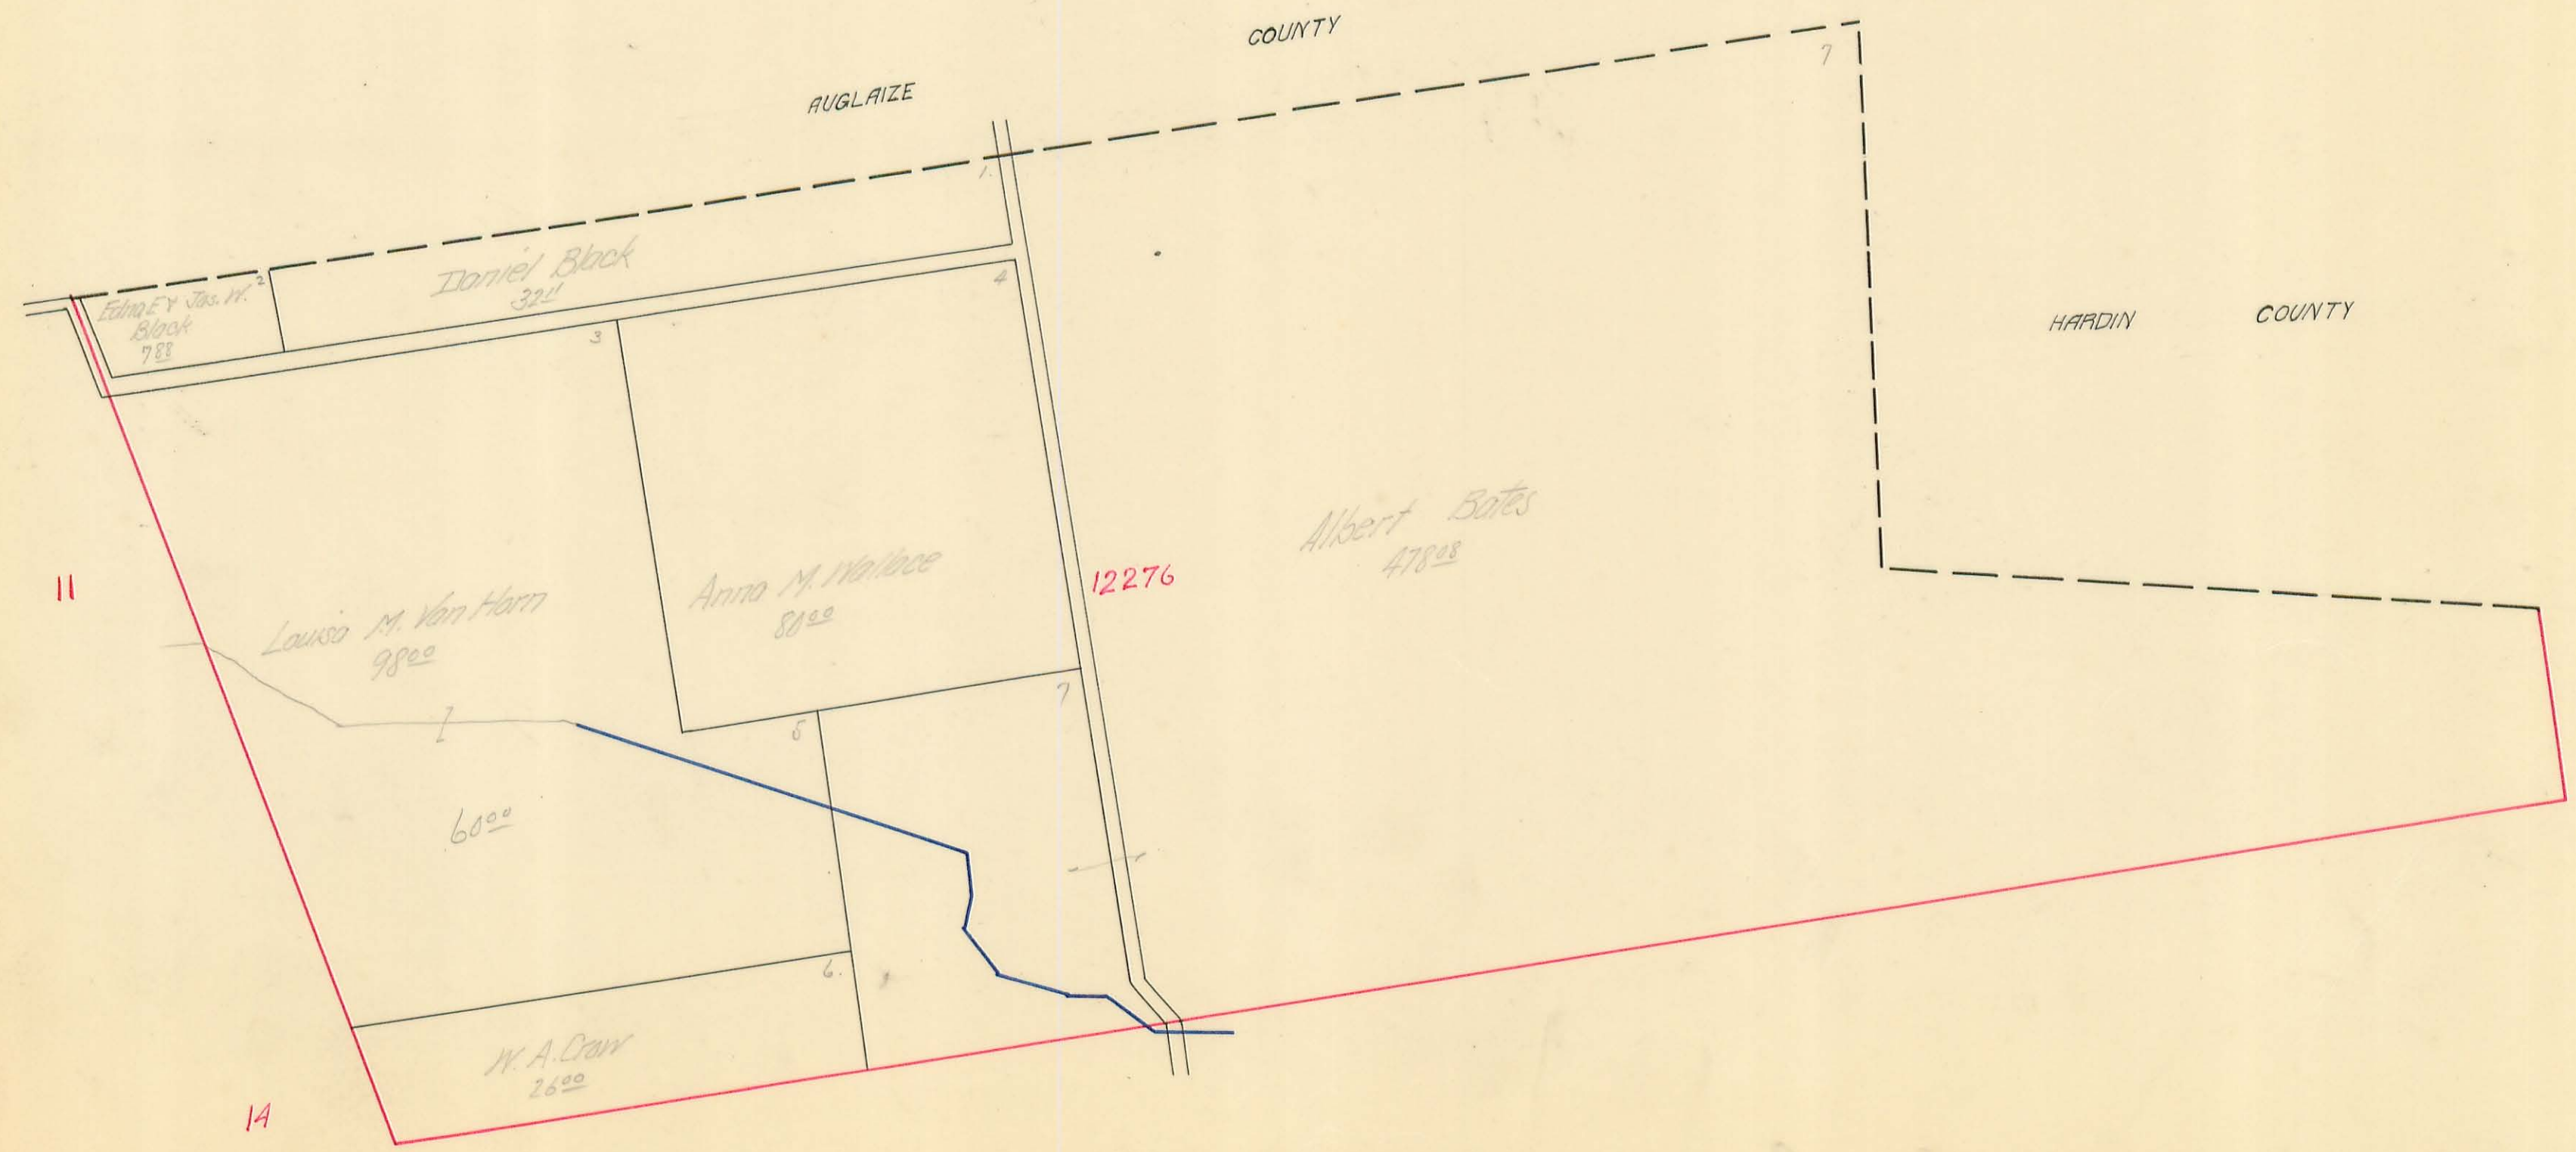 COUNTY
AUGLAIZE
7
1.
2
Edna E & Jas. W.
Black
7 88
Daniel Black
32 11
4
3
HARDIN COUNTY
Albert Bates
478 08
12276
11
Louisa M. Van Horn
98 00
Anna M. Wallace
80 00
7
5
60 00
6.
W. A. Crow
26 00
14